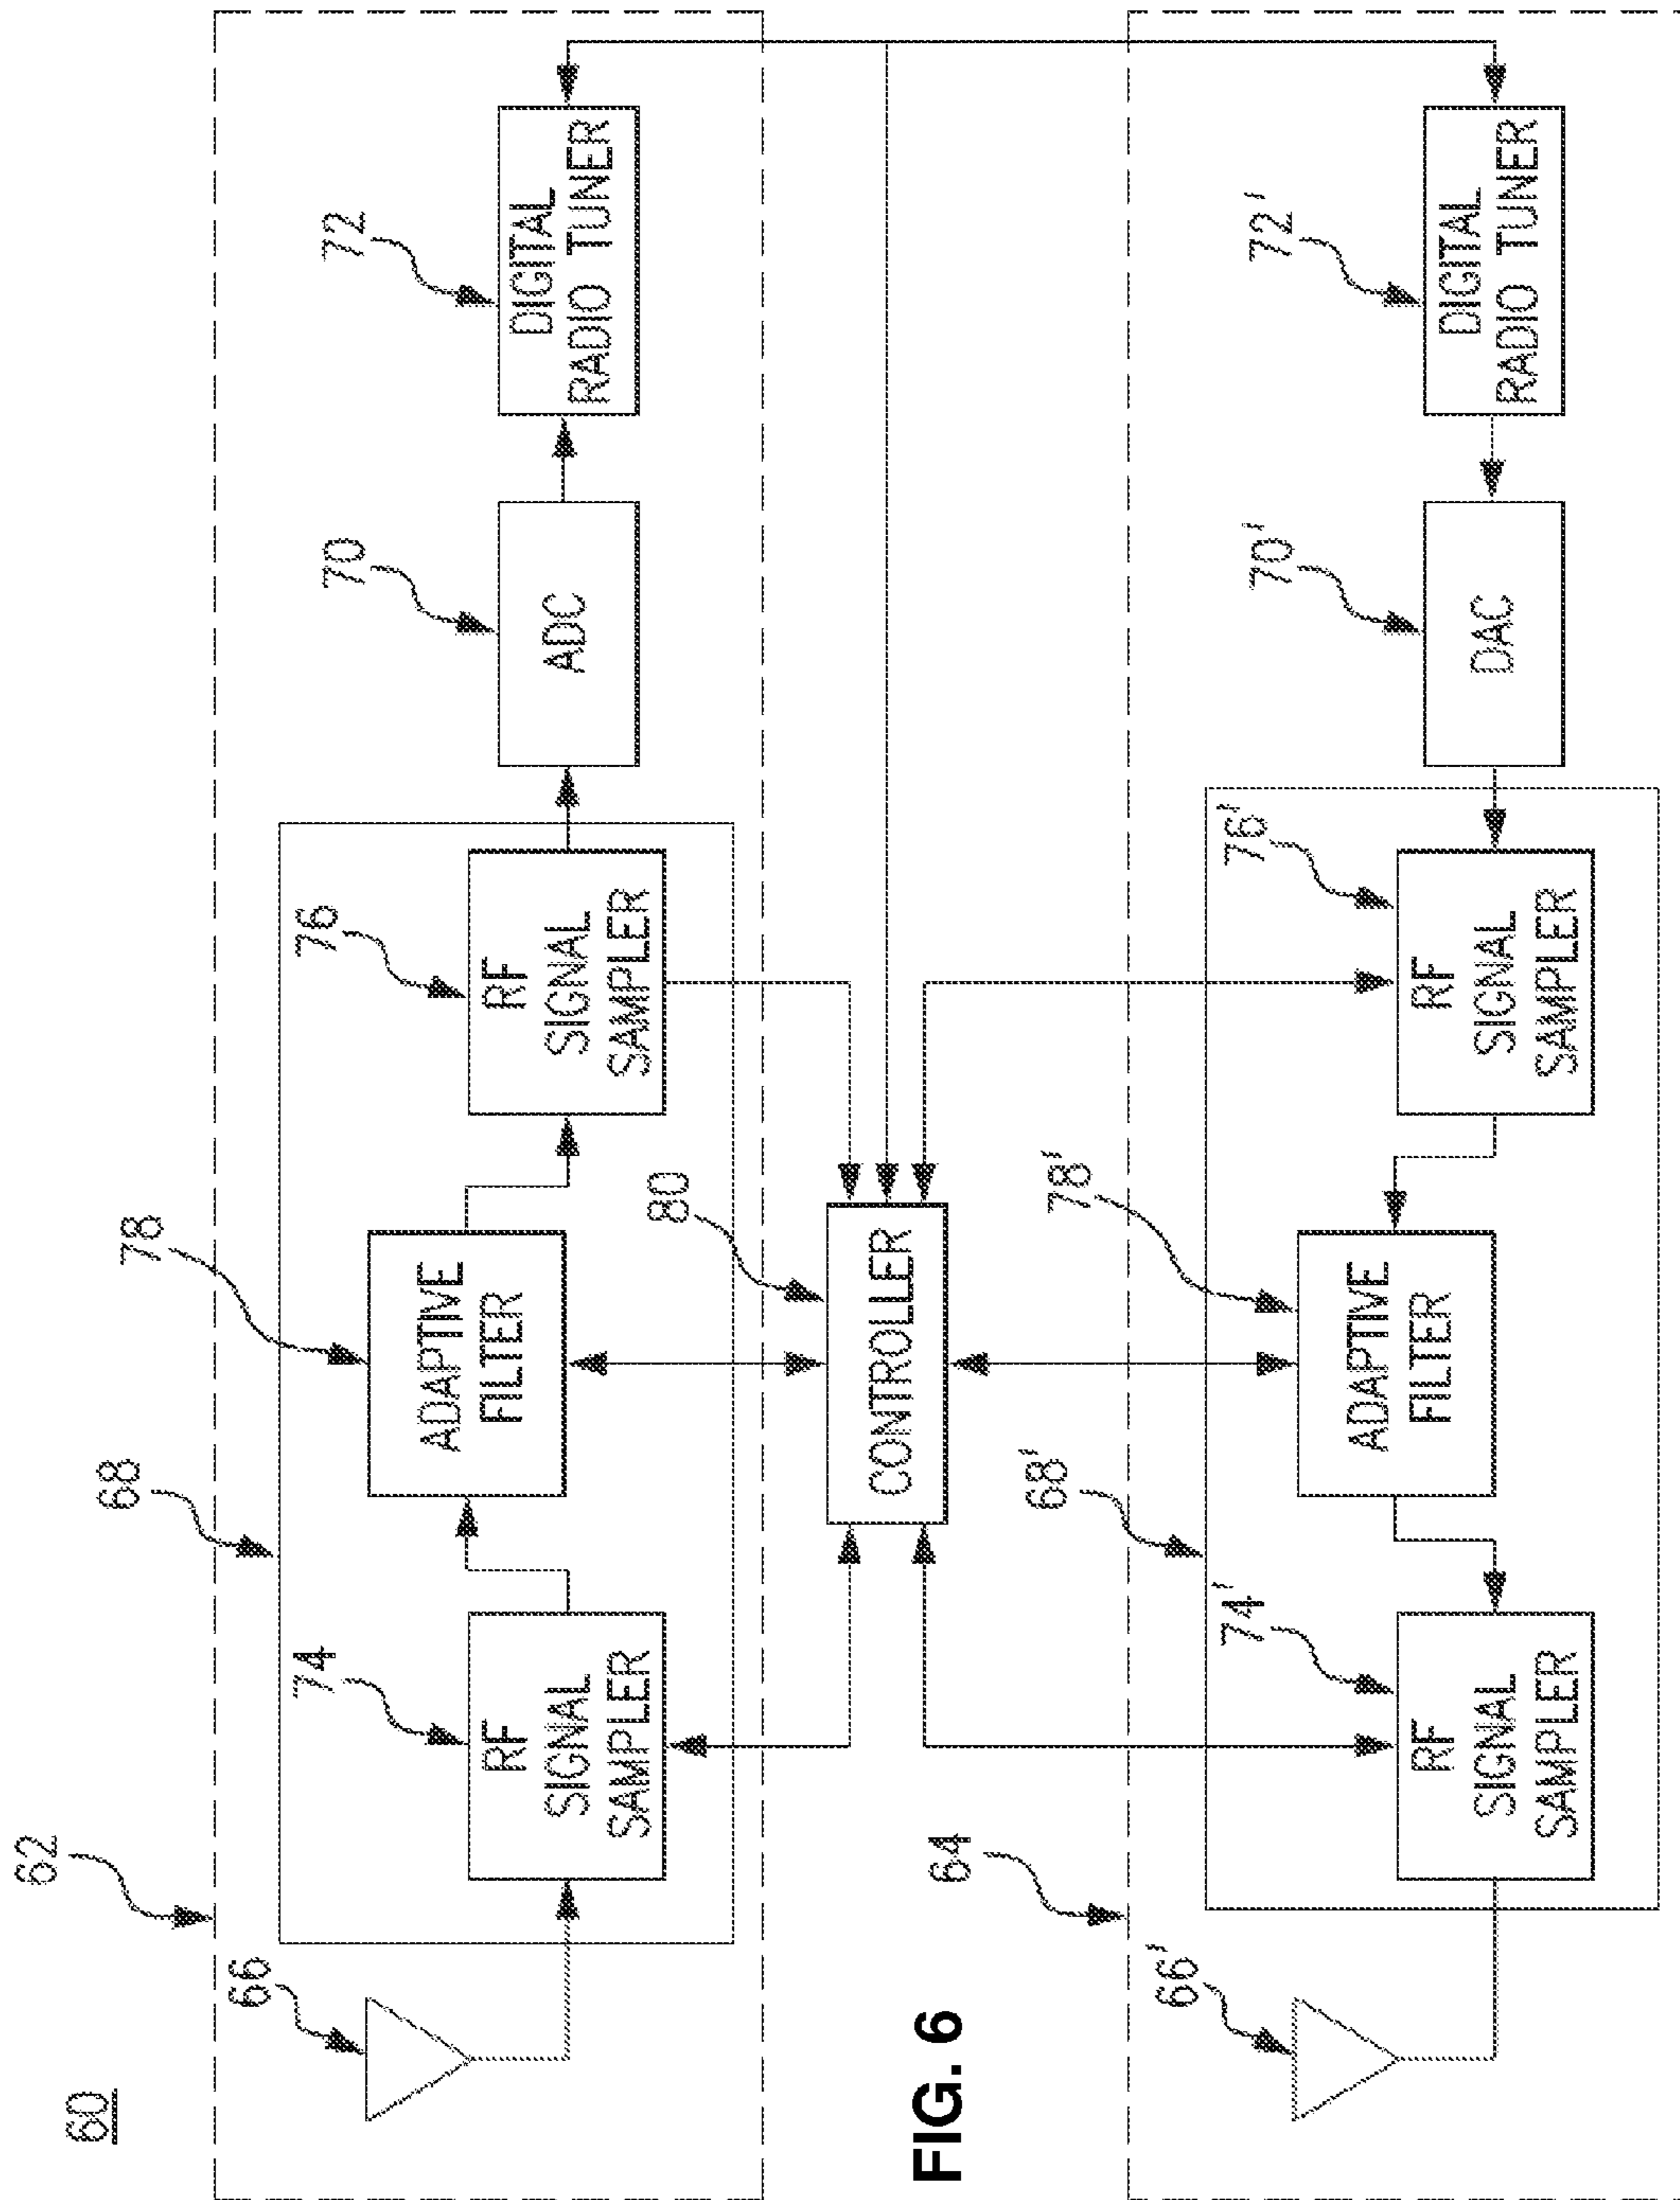 60
62
66
68
74
RF
SIGNAL
SAMPLER
78
ADAPTIVE
FILTER
76
RF
SIGNAL
SAMPLER
70
ADC
72
DIGITAL
RADIO TUNER
80
CONTROLLER
64
66'
68'
74'
RF
SIGNAL
SAMPLER
78'
ADAPTIVE
FILTER
76'
RF
SIGNAL
SAMPLER
70'
DAC
72'
DIGITAL
RADIO TUNER
FIG. 6